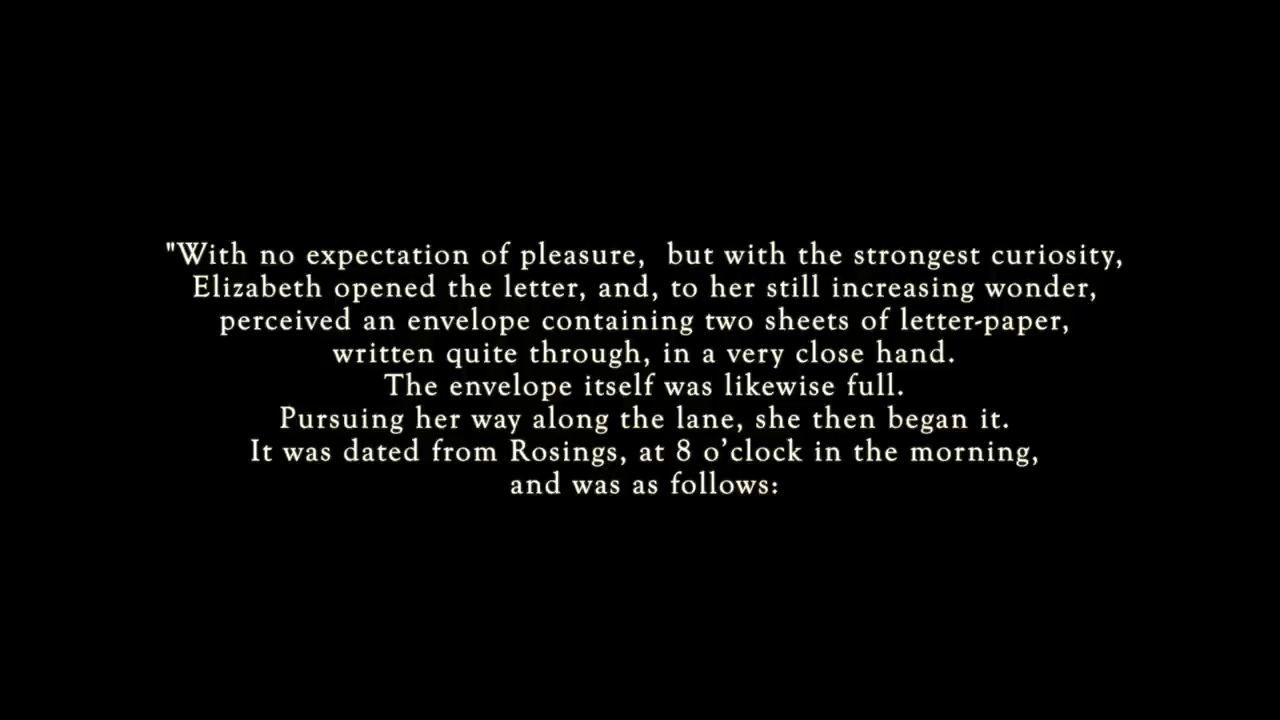 "With no expectation of pleasure,  but with the strongest curiosity,
Elizabeth opened the letter, and, to her still increasing wonder,
perceived an envelope containing two sheets of letter-paper,
written quite through, in a very close hand.
The envelope itself was likewise full.
Pursuing her way along the lane, she then began it.
It was dated from Rosings, at 8 o’clock in the morning,
and was as follows: